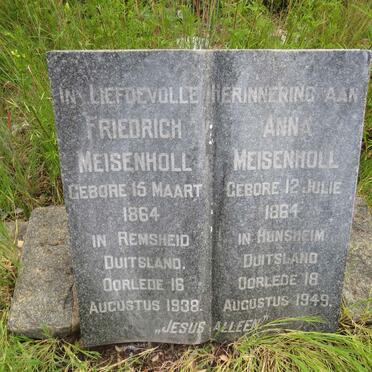 IN LIEFDEVOLLE HERINNERING AAN
FRIEDRICH
MEISENHOLL
GEBORE 15 MAART
1864
IN REMSHEID
DUITSLAND.
OORLEDE 16
AUGUSTUS 1938.
ANNA
MEISENHOLL
GEBORE 12 JULIE
1864
IN HUNSHEIM
DUITSLAND
OORLEDE 18
AUGUSTUS 1949.
„JESUS ALLEEN"